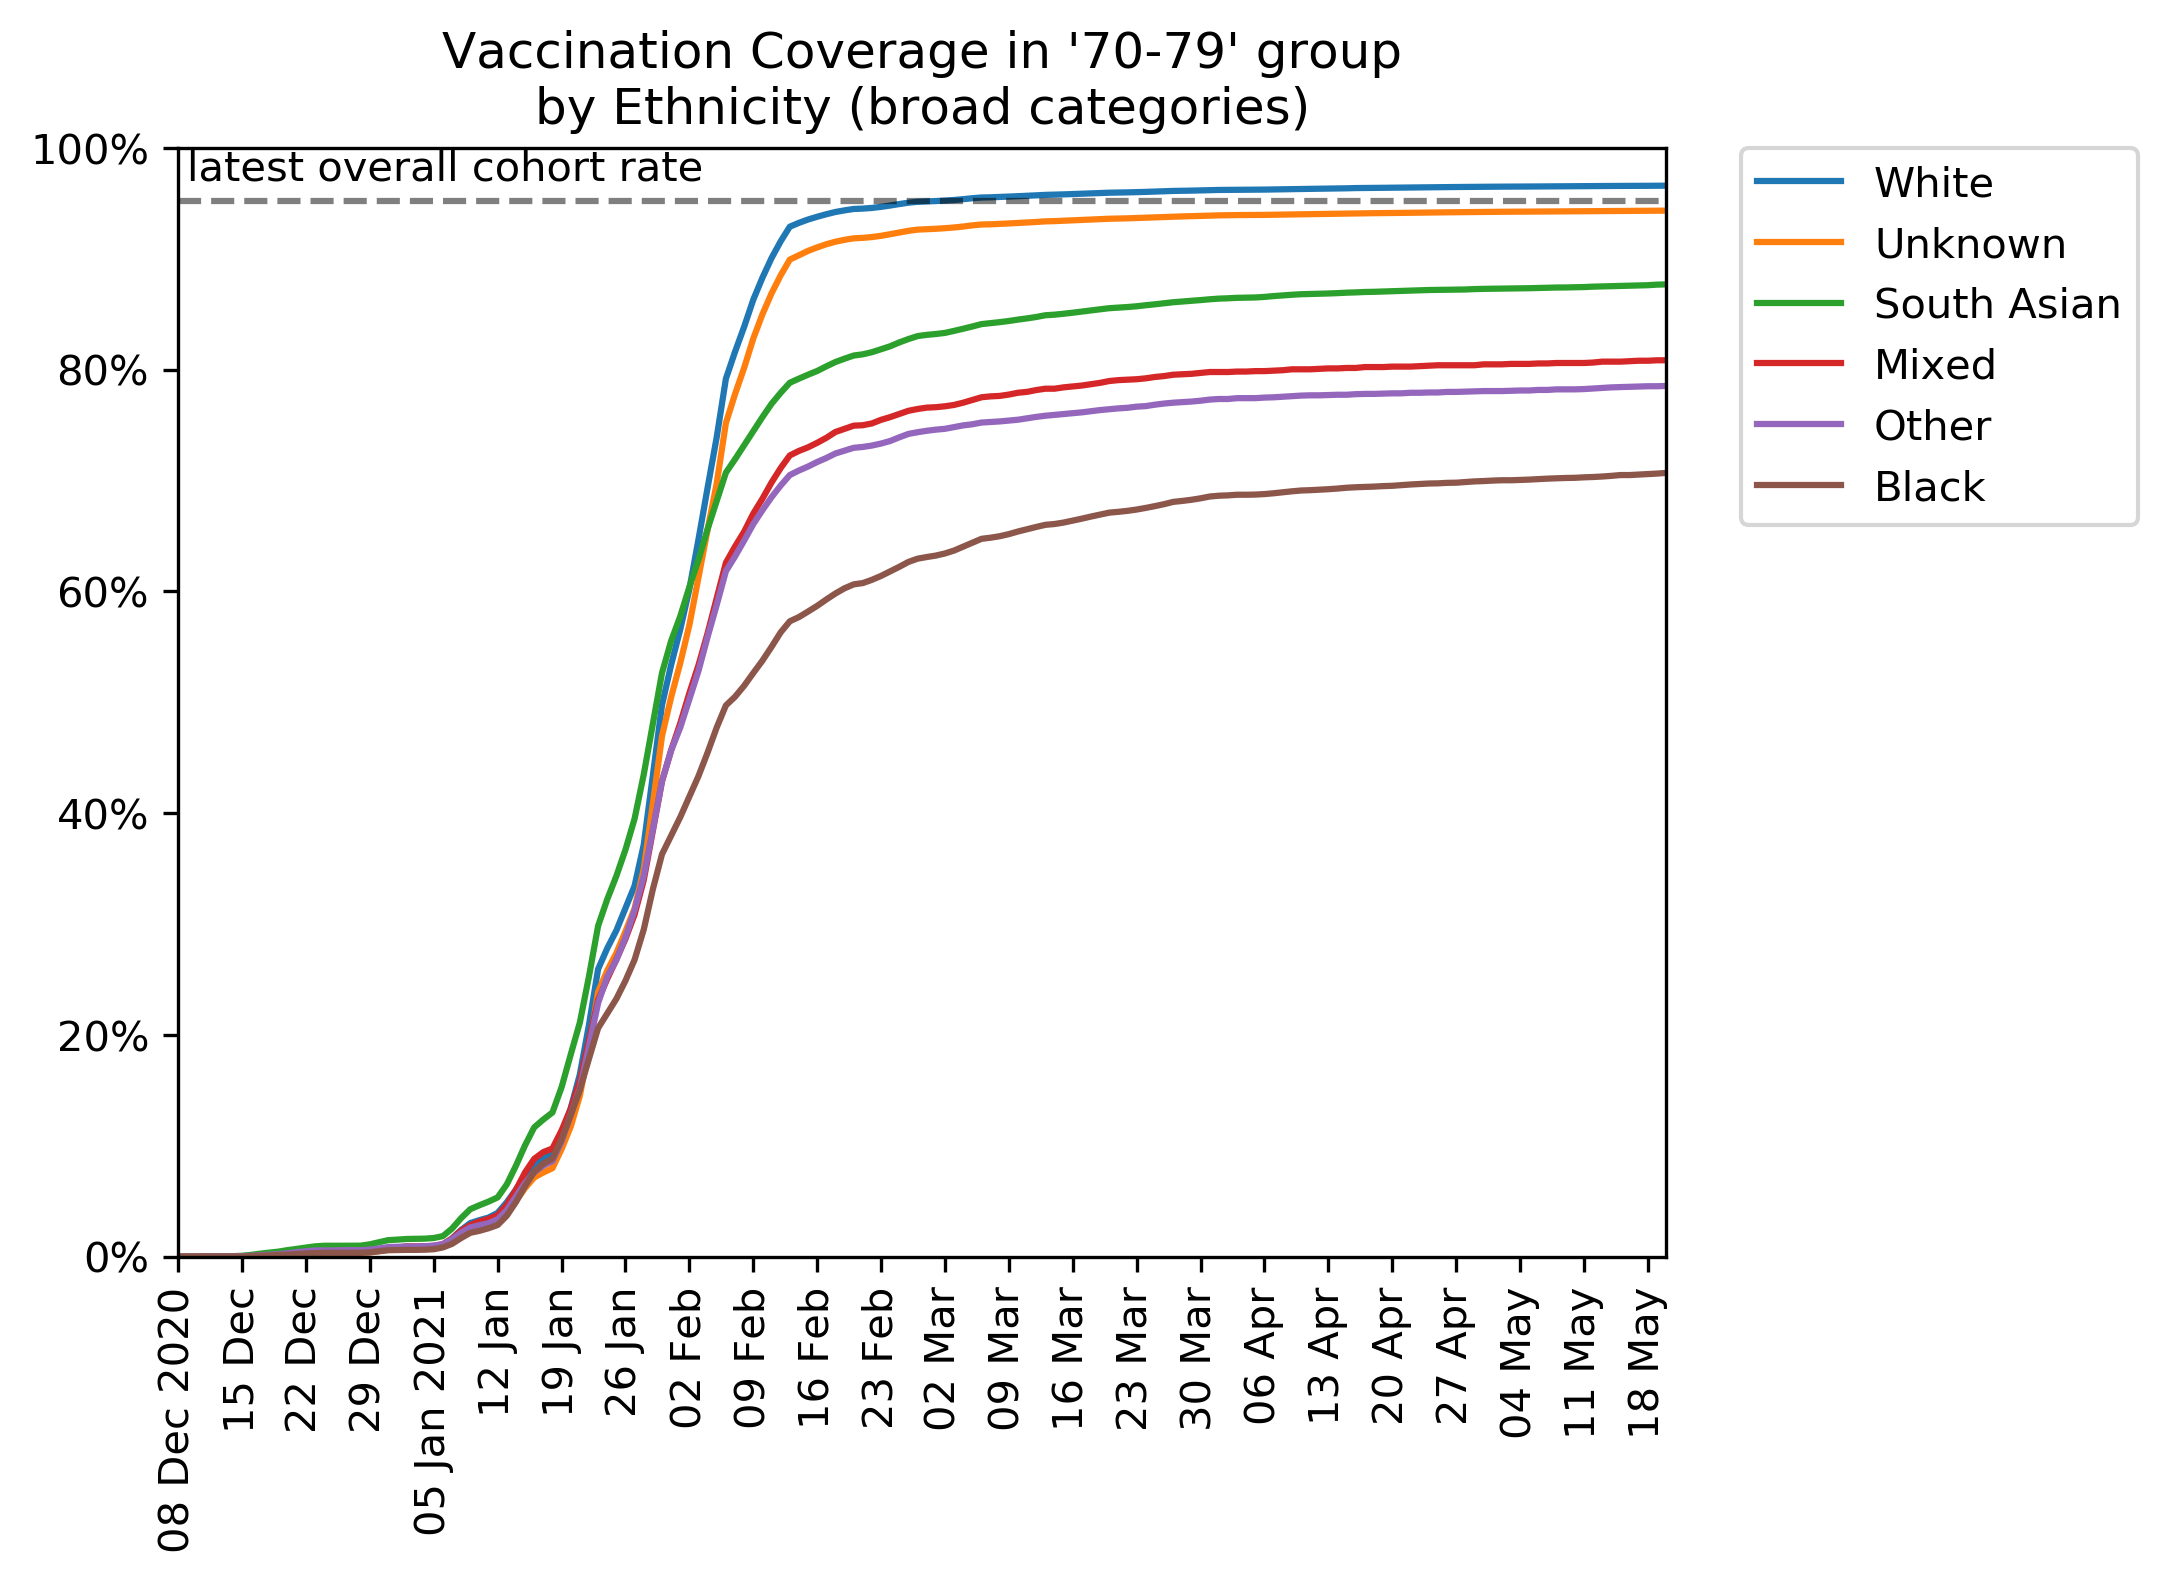 Vaccination Coverage in '70-79' group
by Ethnicity (broad categories)
100%
80%
60%
40%
20%
0%
latest overall cohort rate
08 Dec 2020
15 Dec
22 Dec
29 Dec
05 Jan 2021
12 Jan
19 Jan
26 Jan
02 Feb
09 Feb
16 Feb
23 Feb
02 Mar
09 Mar
16 Mar
23 Mar
30 Mar
06 Apr
13 Apr
20 Apr
27 Apr
04 May
11 May
18 May
White
Unknown
South Asian
Mixed
Other
Black